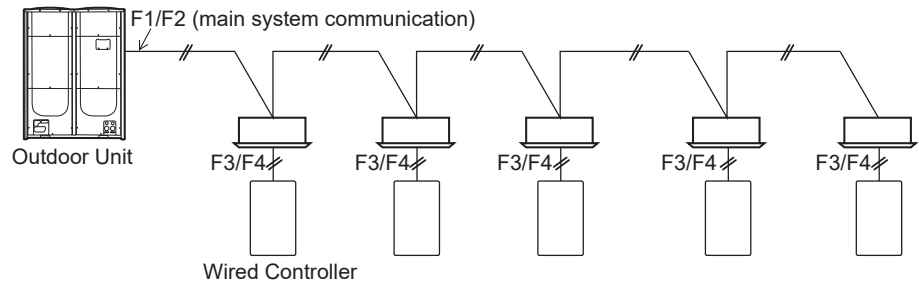 F1/F2 (main system communication)
Outdoor Unit
F3/F4
F3/F4
F3/F4
F3/F4
F3/F4
Wired Controller